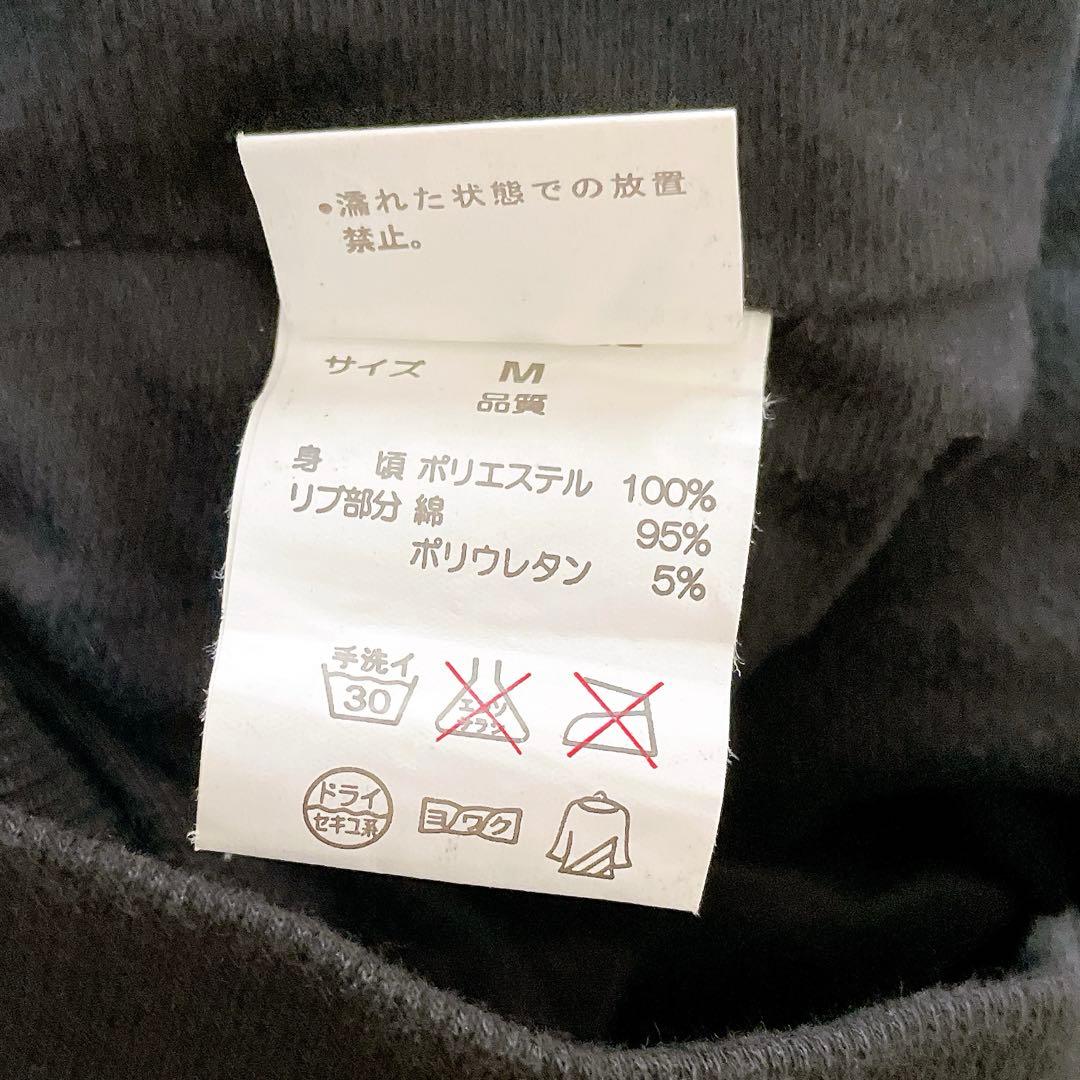 •濡れた状態での放置
禁止。
サイズ M
品質
身 頃 ポリエステル 100%
リブ部分 綿 95%
ポリウレタン 5%
手洗イ
30
エンソ
サラシ
ドライ
セキユ系
ヨワク